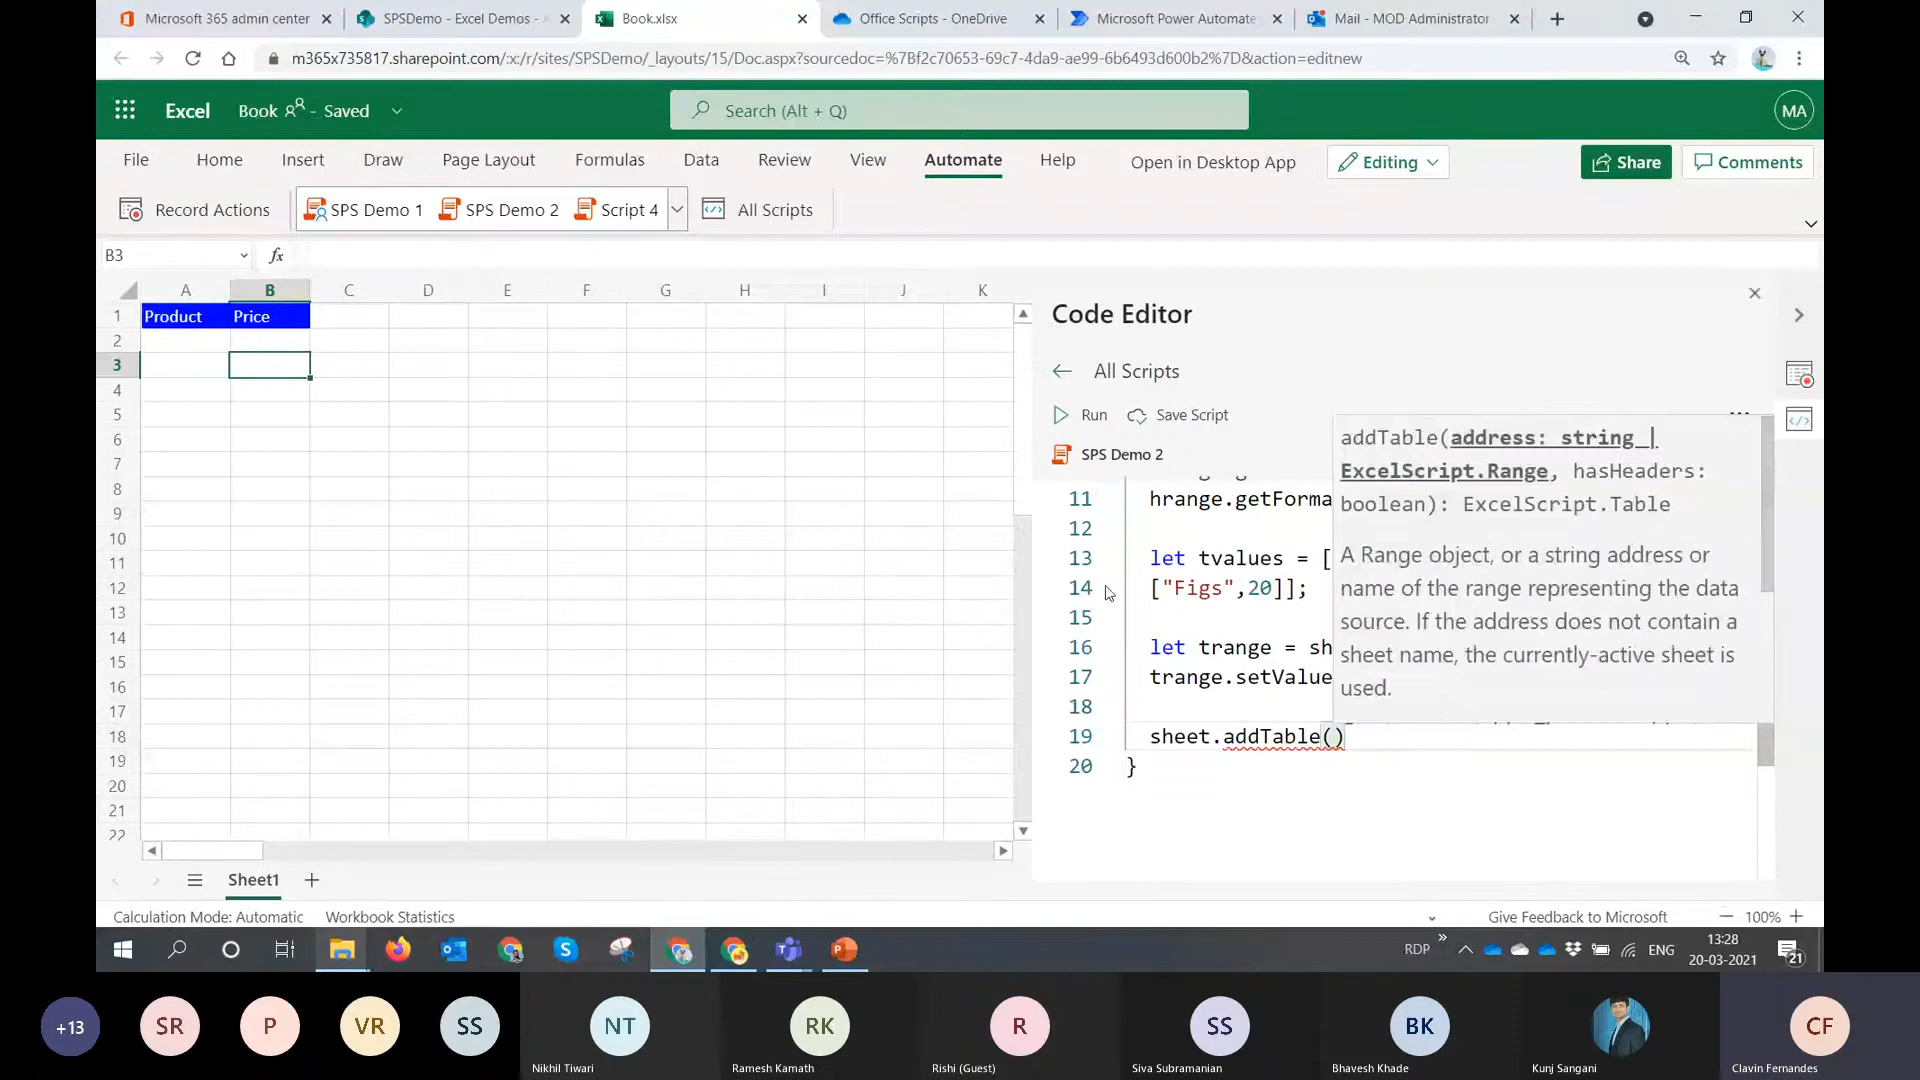 Microsoft 365 admin center
SPSDemo - Excel Demos -
Book.xlsx
Office Scripts - OneDrive
Microsoft Power Automate
Mail - MOD Administrator
m365x735817.sharepoint.com/:x:/r/sites/SPSDemo/_layouts/15/Doc.aspx?sourcedoc=%7Bf2c70653-69c7-4da9-ae99-6b6493d600b2%7D&action=editnew
Excel Book - Saved
Search (Alt + Q)
MA
File Home Insert Draw Page Layout Formulas Data Review View Automate Help Open in Desktop App Editing Share Comments
Record Actions SPS Demo 1 SPS Demo 2 Script 4 All Scripts
B3 fx
A B C D E F G H I J K
1 Product Price
2
3
4
5
6
7
8
9
10
11
12
13
14
15
16
17
18
19
20
21
22
Code Editor
All Scripts
Run Save Script
SPS Demo 2
addTable(address: string |
ExcelScript.Range, hasHeaders:
boolean): ExcelScript.Table
A Range object, or a string address or
name of the range representing the data
source. If the address does not contain a
sheet name, the currently-active sheet is
used.
11 hrange.getForma
12
13 let tvalues = [
14 ["Figs",20]];
15
16 let trange = sh
17 trange.setValue
18
19 sheet.addTable()
20 }
Sheet1
Calculation Mode: Automatic Workbook Statistics
Give Feedback to Microsoft 100%
RDP ENG 13:28
20-03-2021
21
+13 SR P VR SS NT RK R SS BK CF
Nikhil Tiwari Ramesh Kamath Rishi (Guest) Siva Subramanian Bhavesh Khade Kunj Sangani Clavin Fernandes